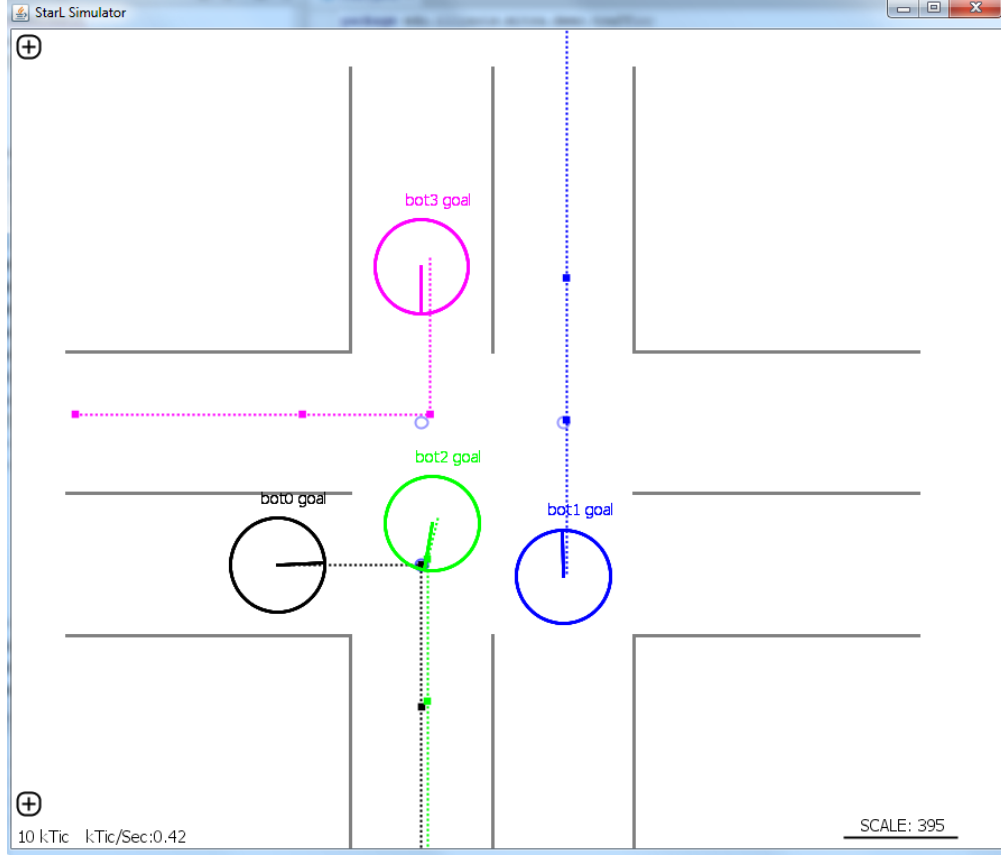 StarL Simulator
bot3 goal
bot2 goal
bot0 goal
bot1 goal
10 kTic kTic/Sec:0.42
SCALE: 395